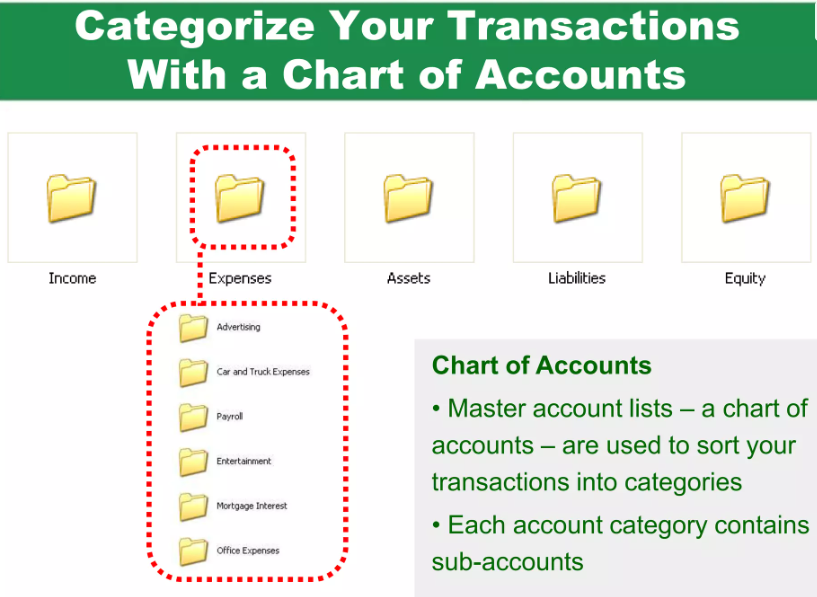 Categorize Your Transactions
With a Chart of Accounts
Income
Expenses
Assets
Liabilities
Equity
Advertising
Car and Truck Expenses
Payroll
Entertainment
Mortgage Interest
Office Expenses
Chart of Accounts
• Master account lists – a chart of
accounts – are used to sort your
transactions into categories
• Each account category contains
sub-accounts